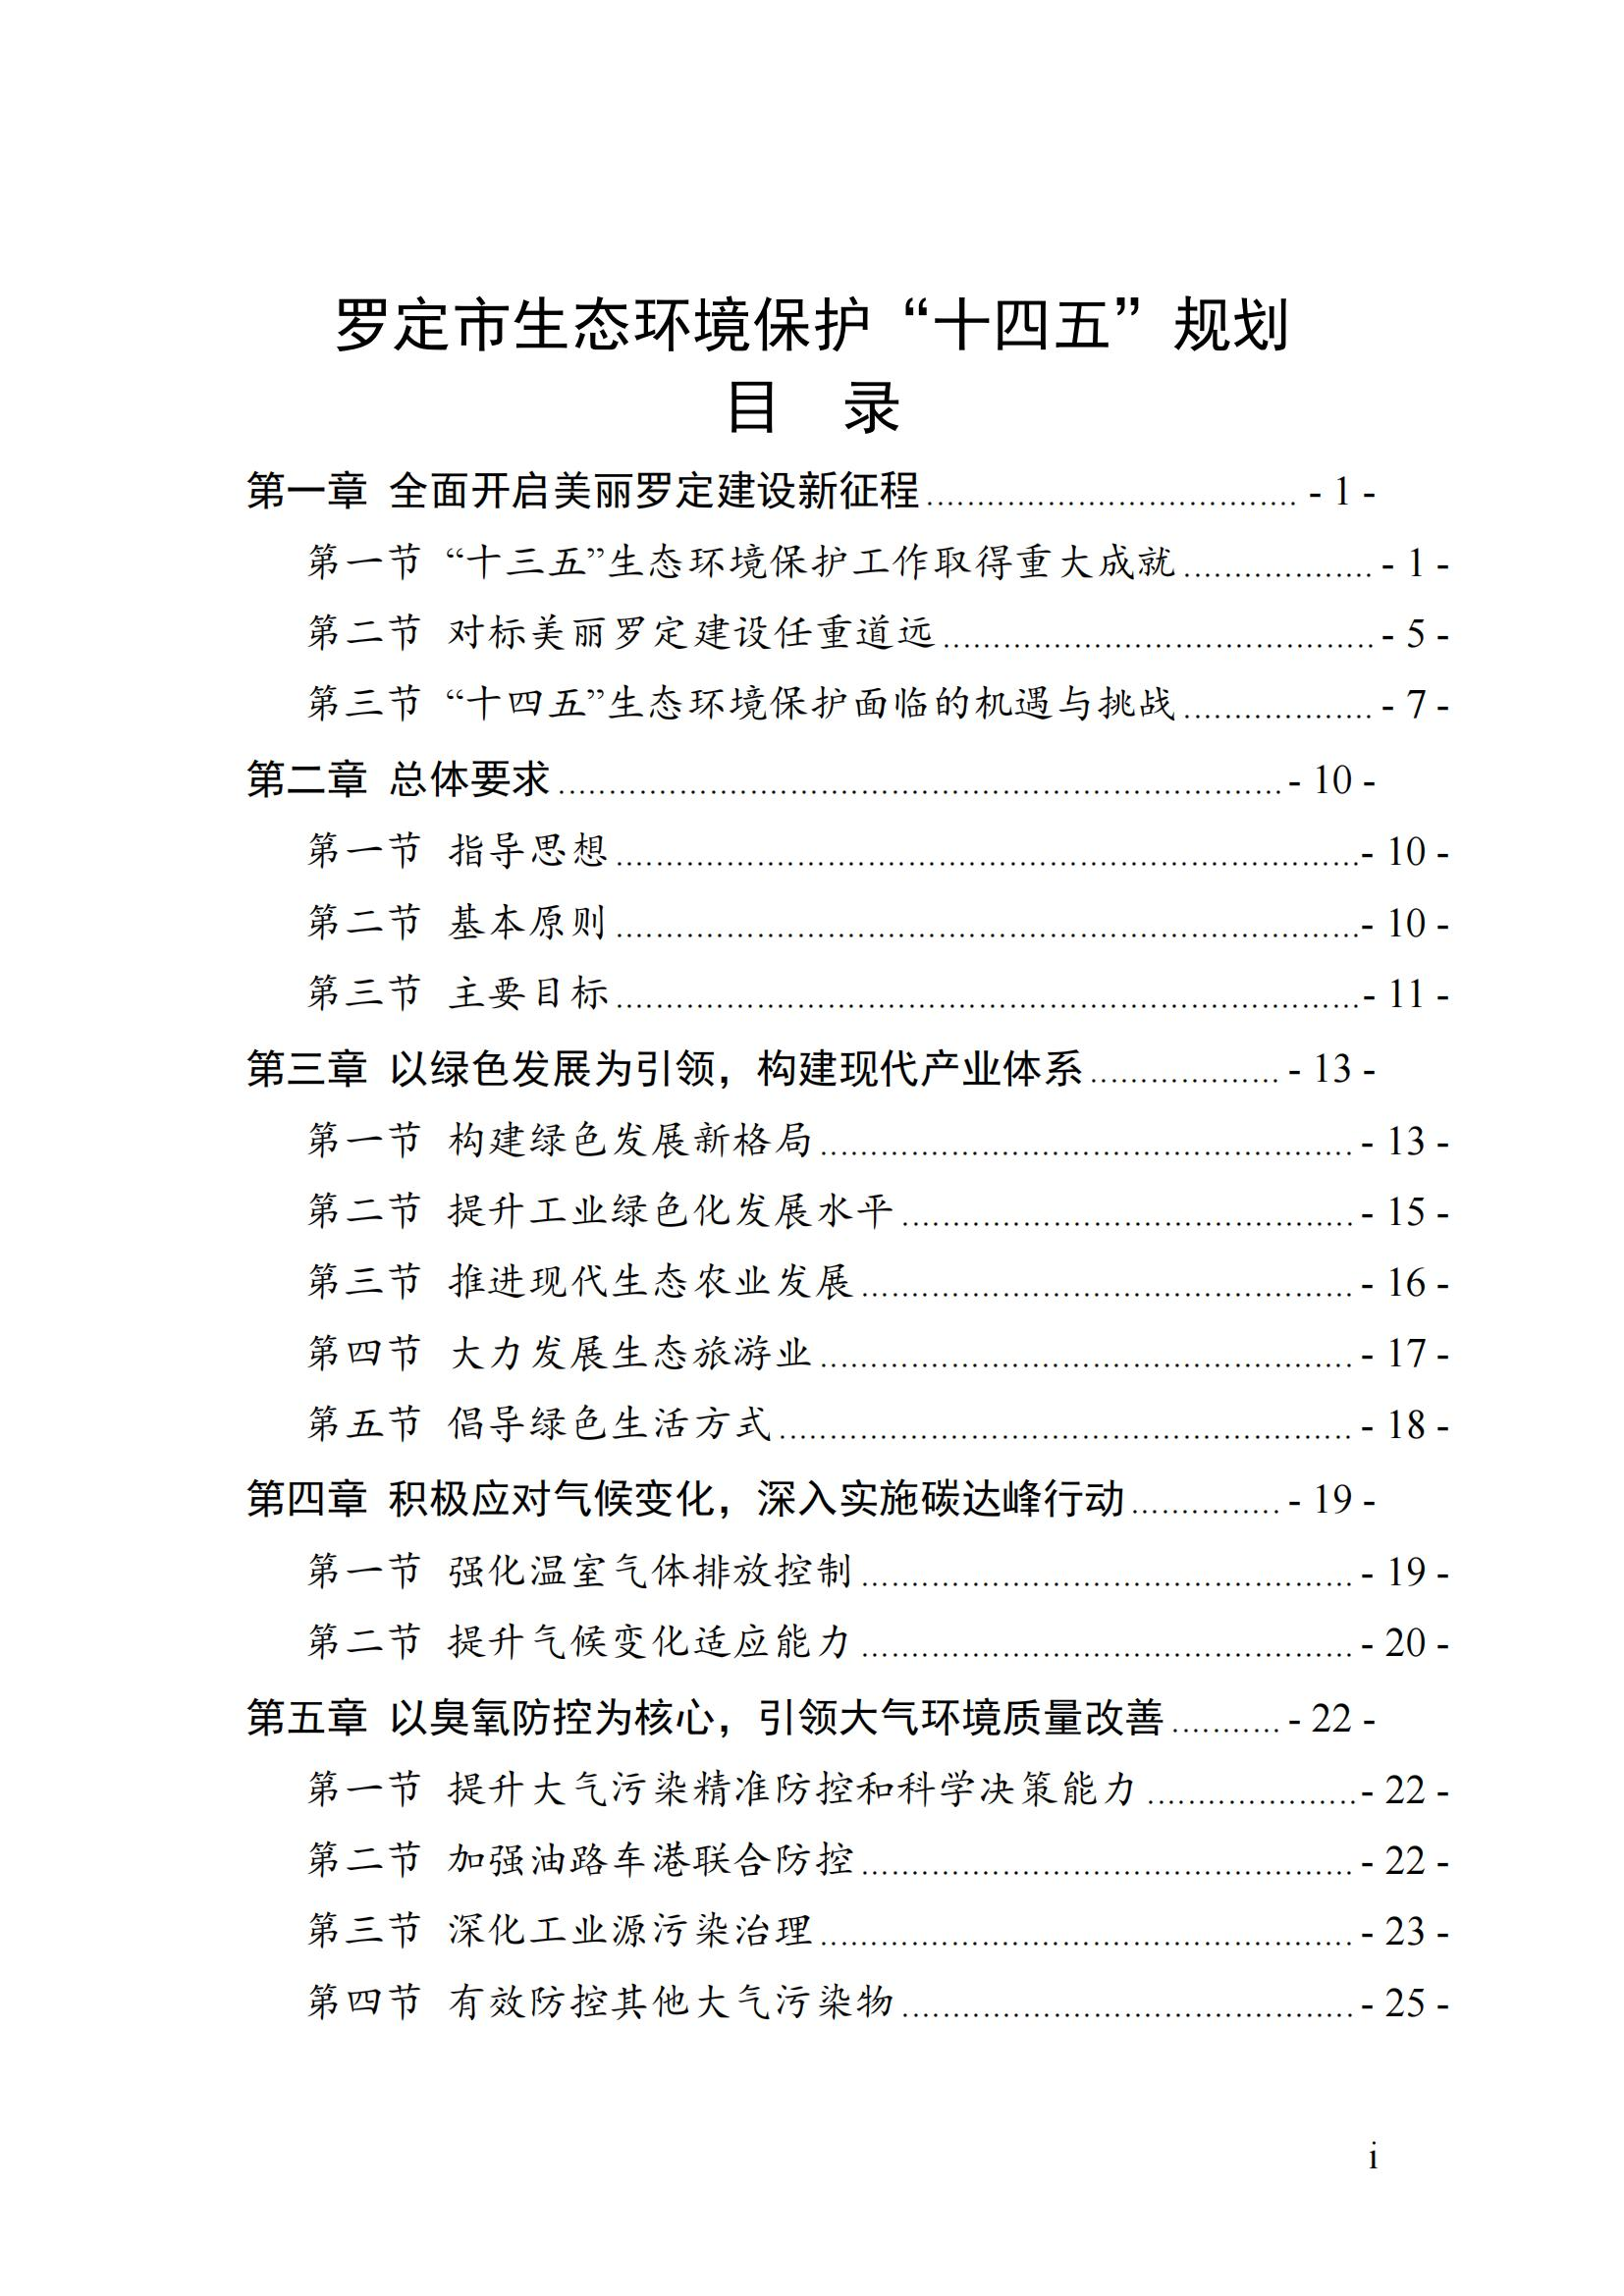 罗定市生态环境保护“十四五”规划
目 录
第一章 全面开启美丽罗定建设新征程 - 1 -
第一节 “十三五”生态环境保护工作取得重大成就 - 1 -
第二节 对标美丽罗定建设任重道远 - 5 -
第三节 “十四五”生态环境保护面临的机遇与挑战 - 7 -
第二章 总体要求 - 10 -
第一节 指导思想 - 10 -
第二节 基本原则 - 10 -
第三节 主要目标 - 11 -
第三章 以绿色发展为引领，构建现代产业体系 - 13 -
第一节 构建绿色发展新格局 - 13 -
第二节 提升工业绿色化发展水平 - 15 -
第三节 推进现代生态农业发展 - 16 -
第四节 大力发展生态旅游业 - 17 -
第五节 倡导绿色生活方式 - 18 -
第四章 积极应对气候变化，深入实施碳达峰行动 - 19 -
第一节 强化温室气体排放控制 - 19 -
第二节 提升气候变化适应能力 - 20 -
第五章 以臭氧防控为核心，引领大气环境质量改善 - 22 -
第一节 提升大气污染精准防控和科学决策能力 - 22 -
第二节 加强油路车港联合防控 - 22 -
第三节 深化工业源污染治理 - 23 -
第四节 有效防控其他大气污染物 - 25 -
i